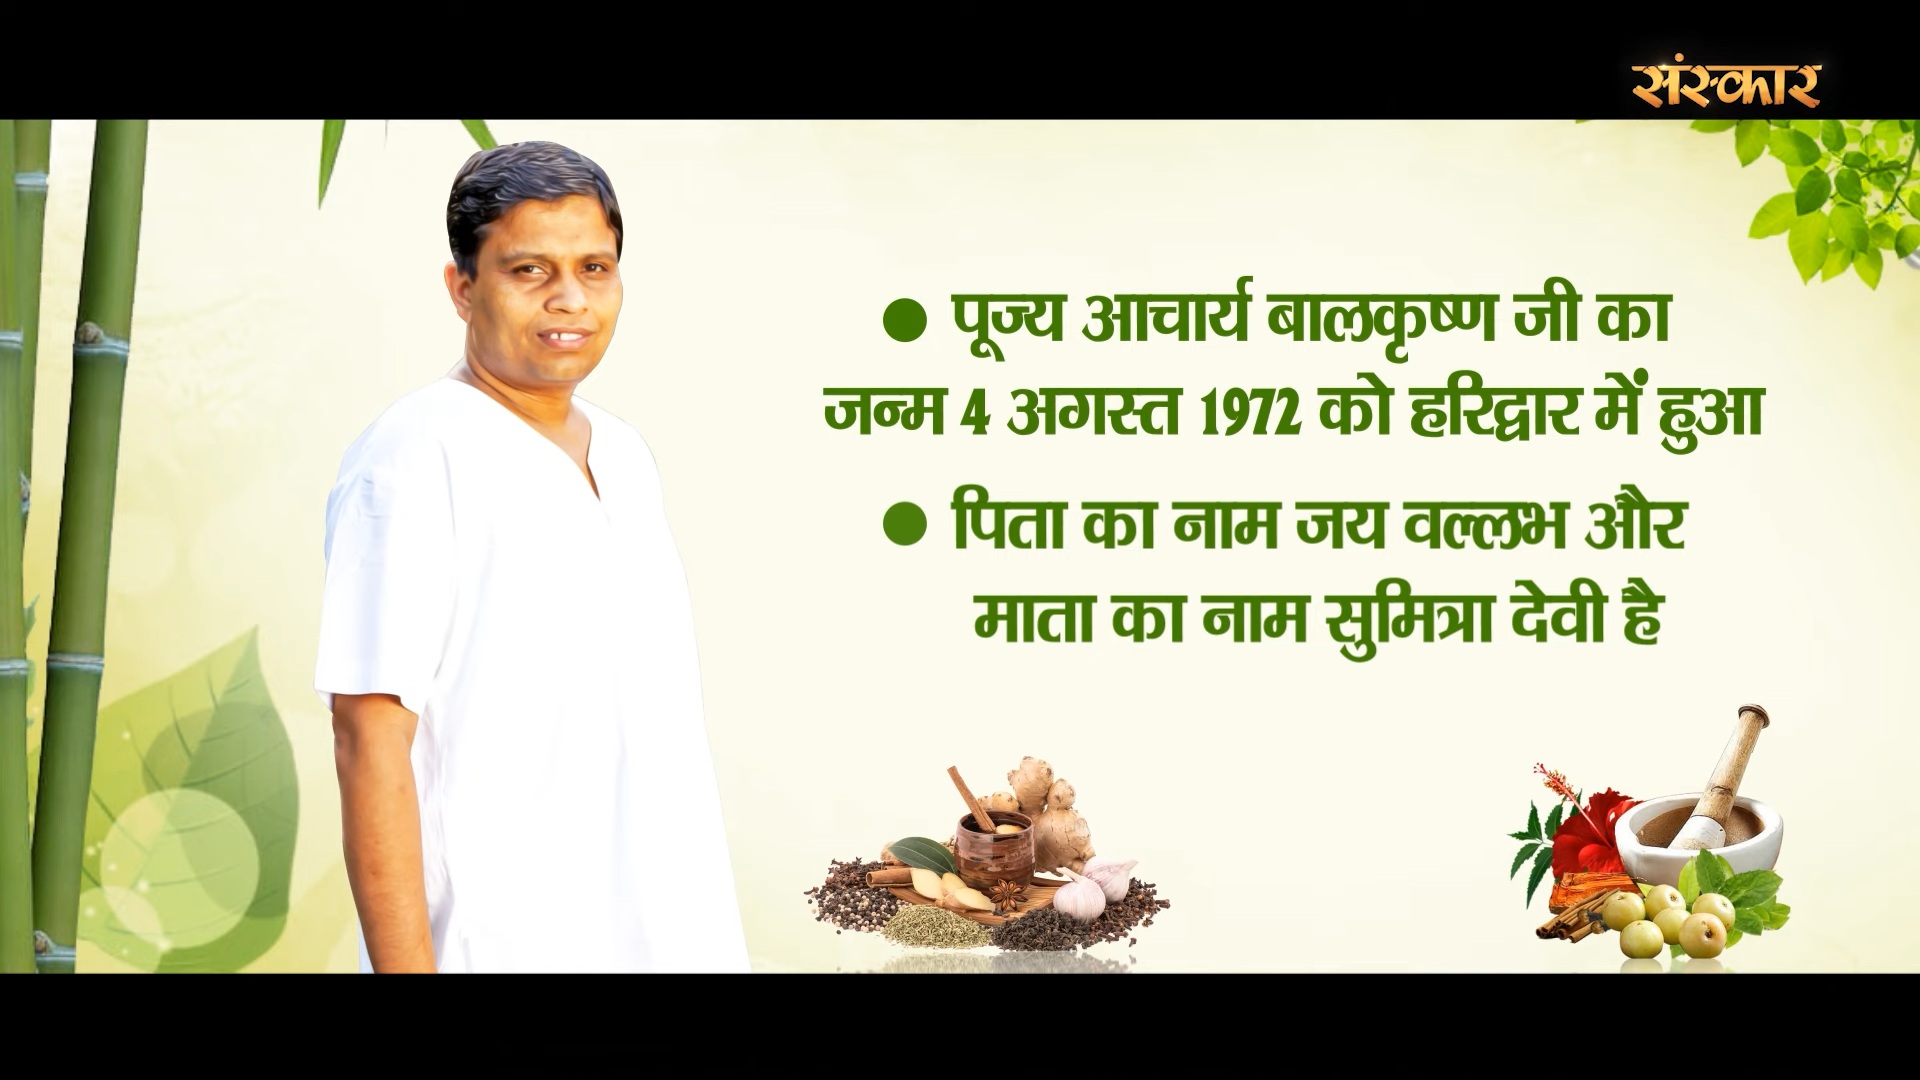 संस्कार
● पूज्य आचार्य बालकृष्ण जी का
जन्म 4 अगस्त 1972 को हरिद्वार में हुआ
● पिता का नाम जय वल्लभ और
माता का नाम सुमित्रा देवी है